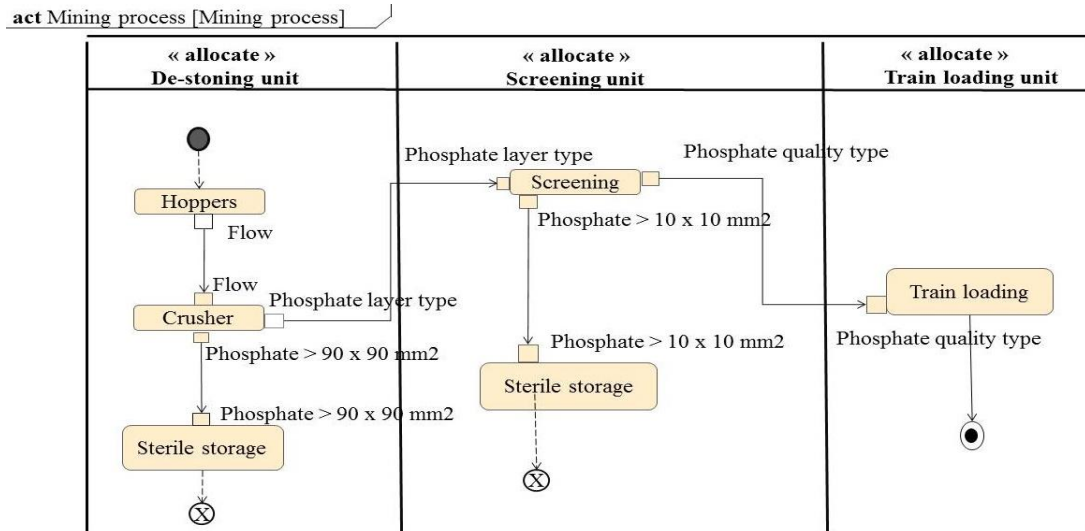 act Mining process [Mining process]
« allocate »
De-stoning unit
« allocate »
Screening unit
« allocate »
Train loading unit
Hoppers
Flow
Flow
Crusher
Phosphate layer type
Phosphate > 90 x 90 mm2
Phosphate > 90 x 90 mm2
Sterile storage
X
Phosphate layer type
Screening
Phosphate quality type
Phosphate > 10 x 10 mm2
Phosphate > 10 x 10 mm2
Sterile storage
X
Train loading
Phosphate quality type